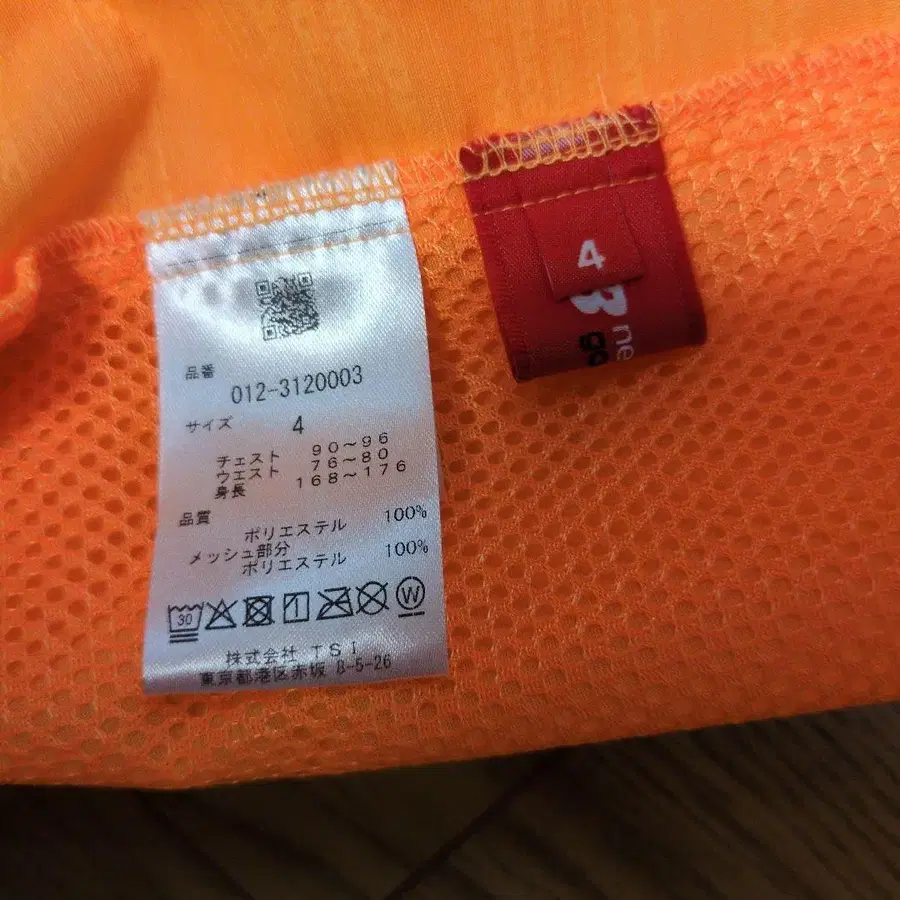 品番
012-3120003
サイズ 4
チェスト 90~96
ウエスト 76~80
身長 168~176
品質
ポリエステル 100%
メッシュ部分
ポリエステル 100%
30 W
株式会社 TSI
東京都港区赤坂 8-5-26
4
ne
go